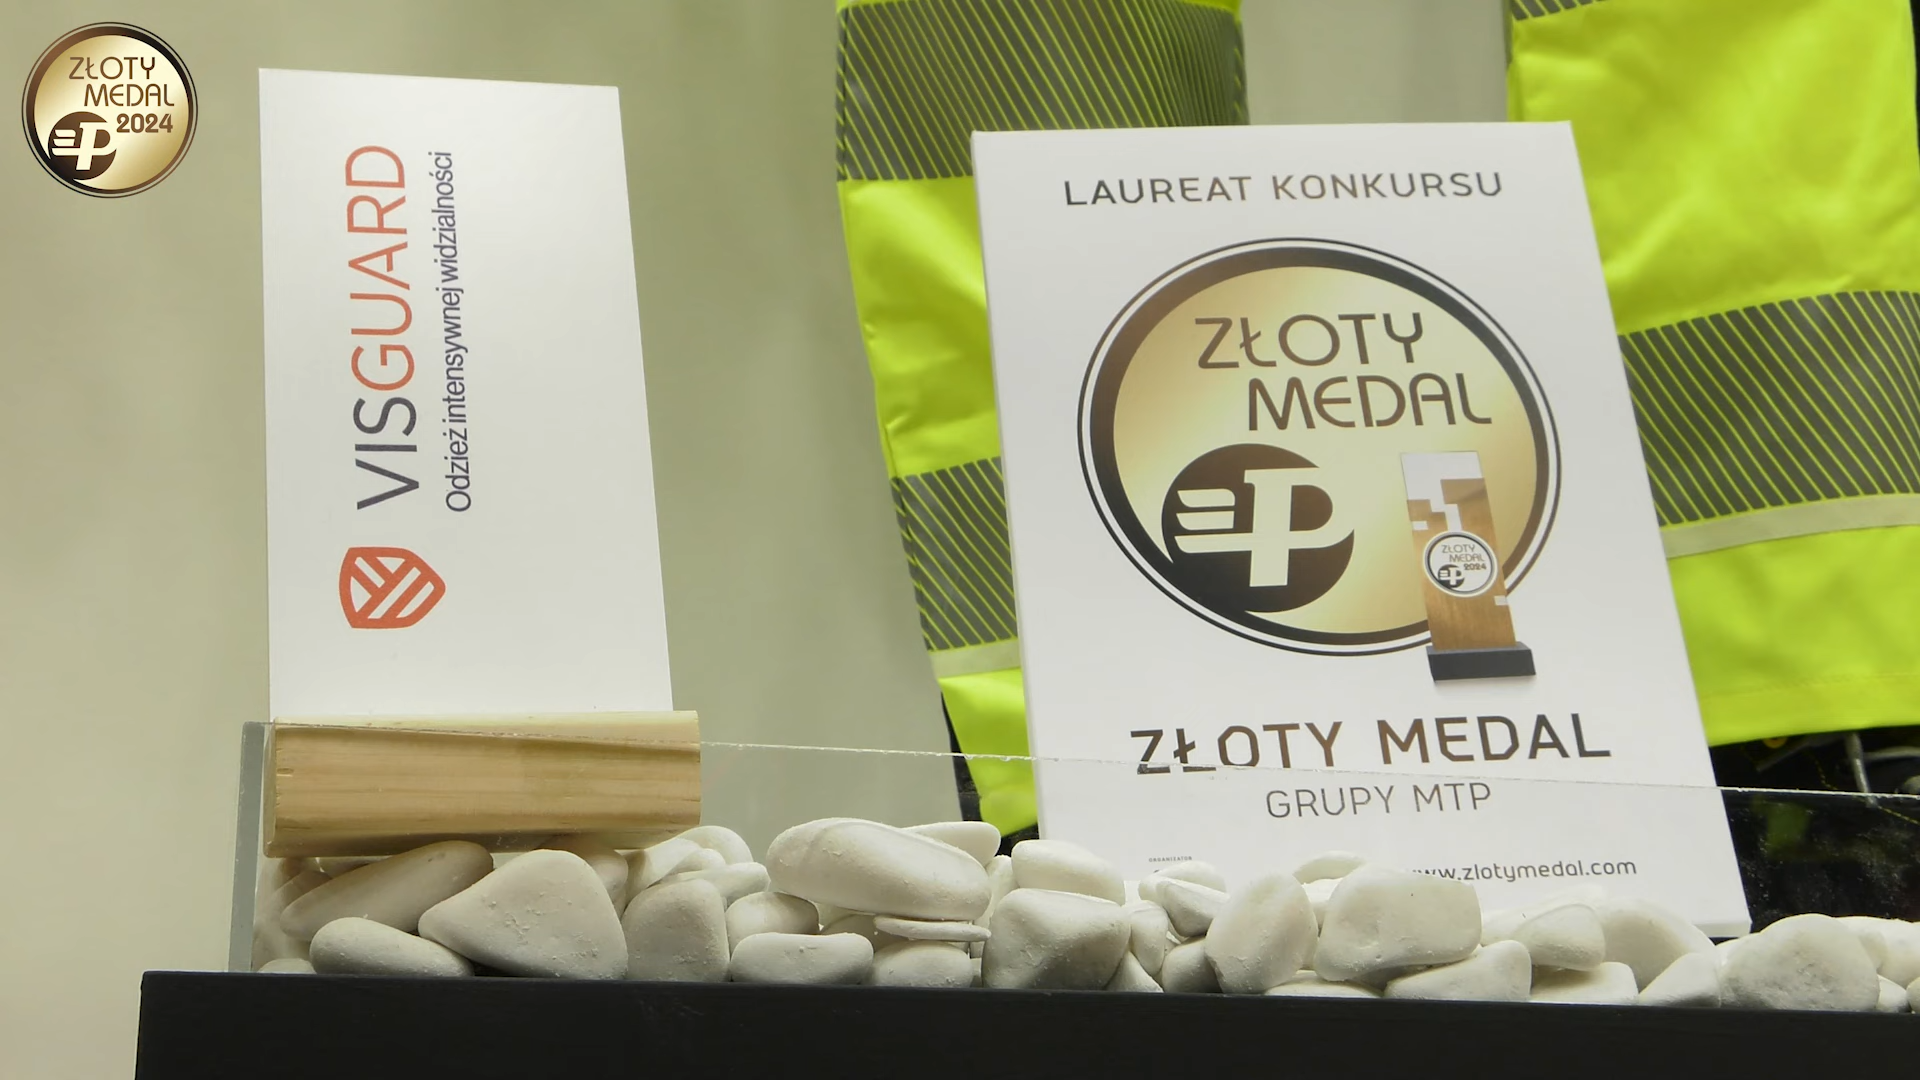 ZŁOTY
MEDAL
2024
VISGUARD
Odzież intensywnej widzialności
LAUREAT KONKURSU
ZŁOTY
MEDAL
ZŁOTY
MEDAL
2024
ZŁOTY MEDAL
GRUPY MTP
ORGANIZATOR
www.zlotymedal.com